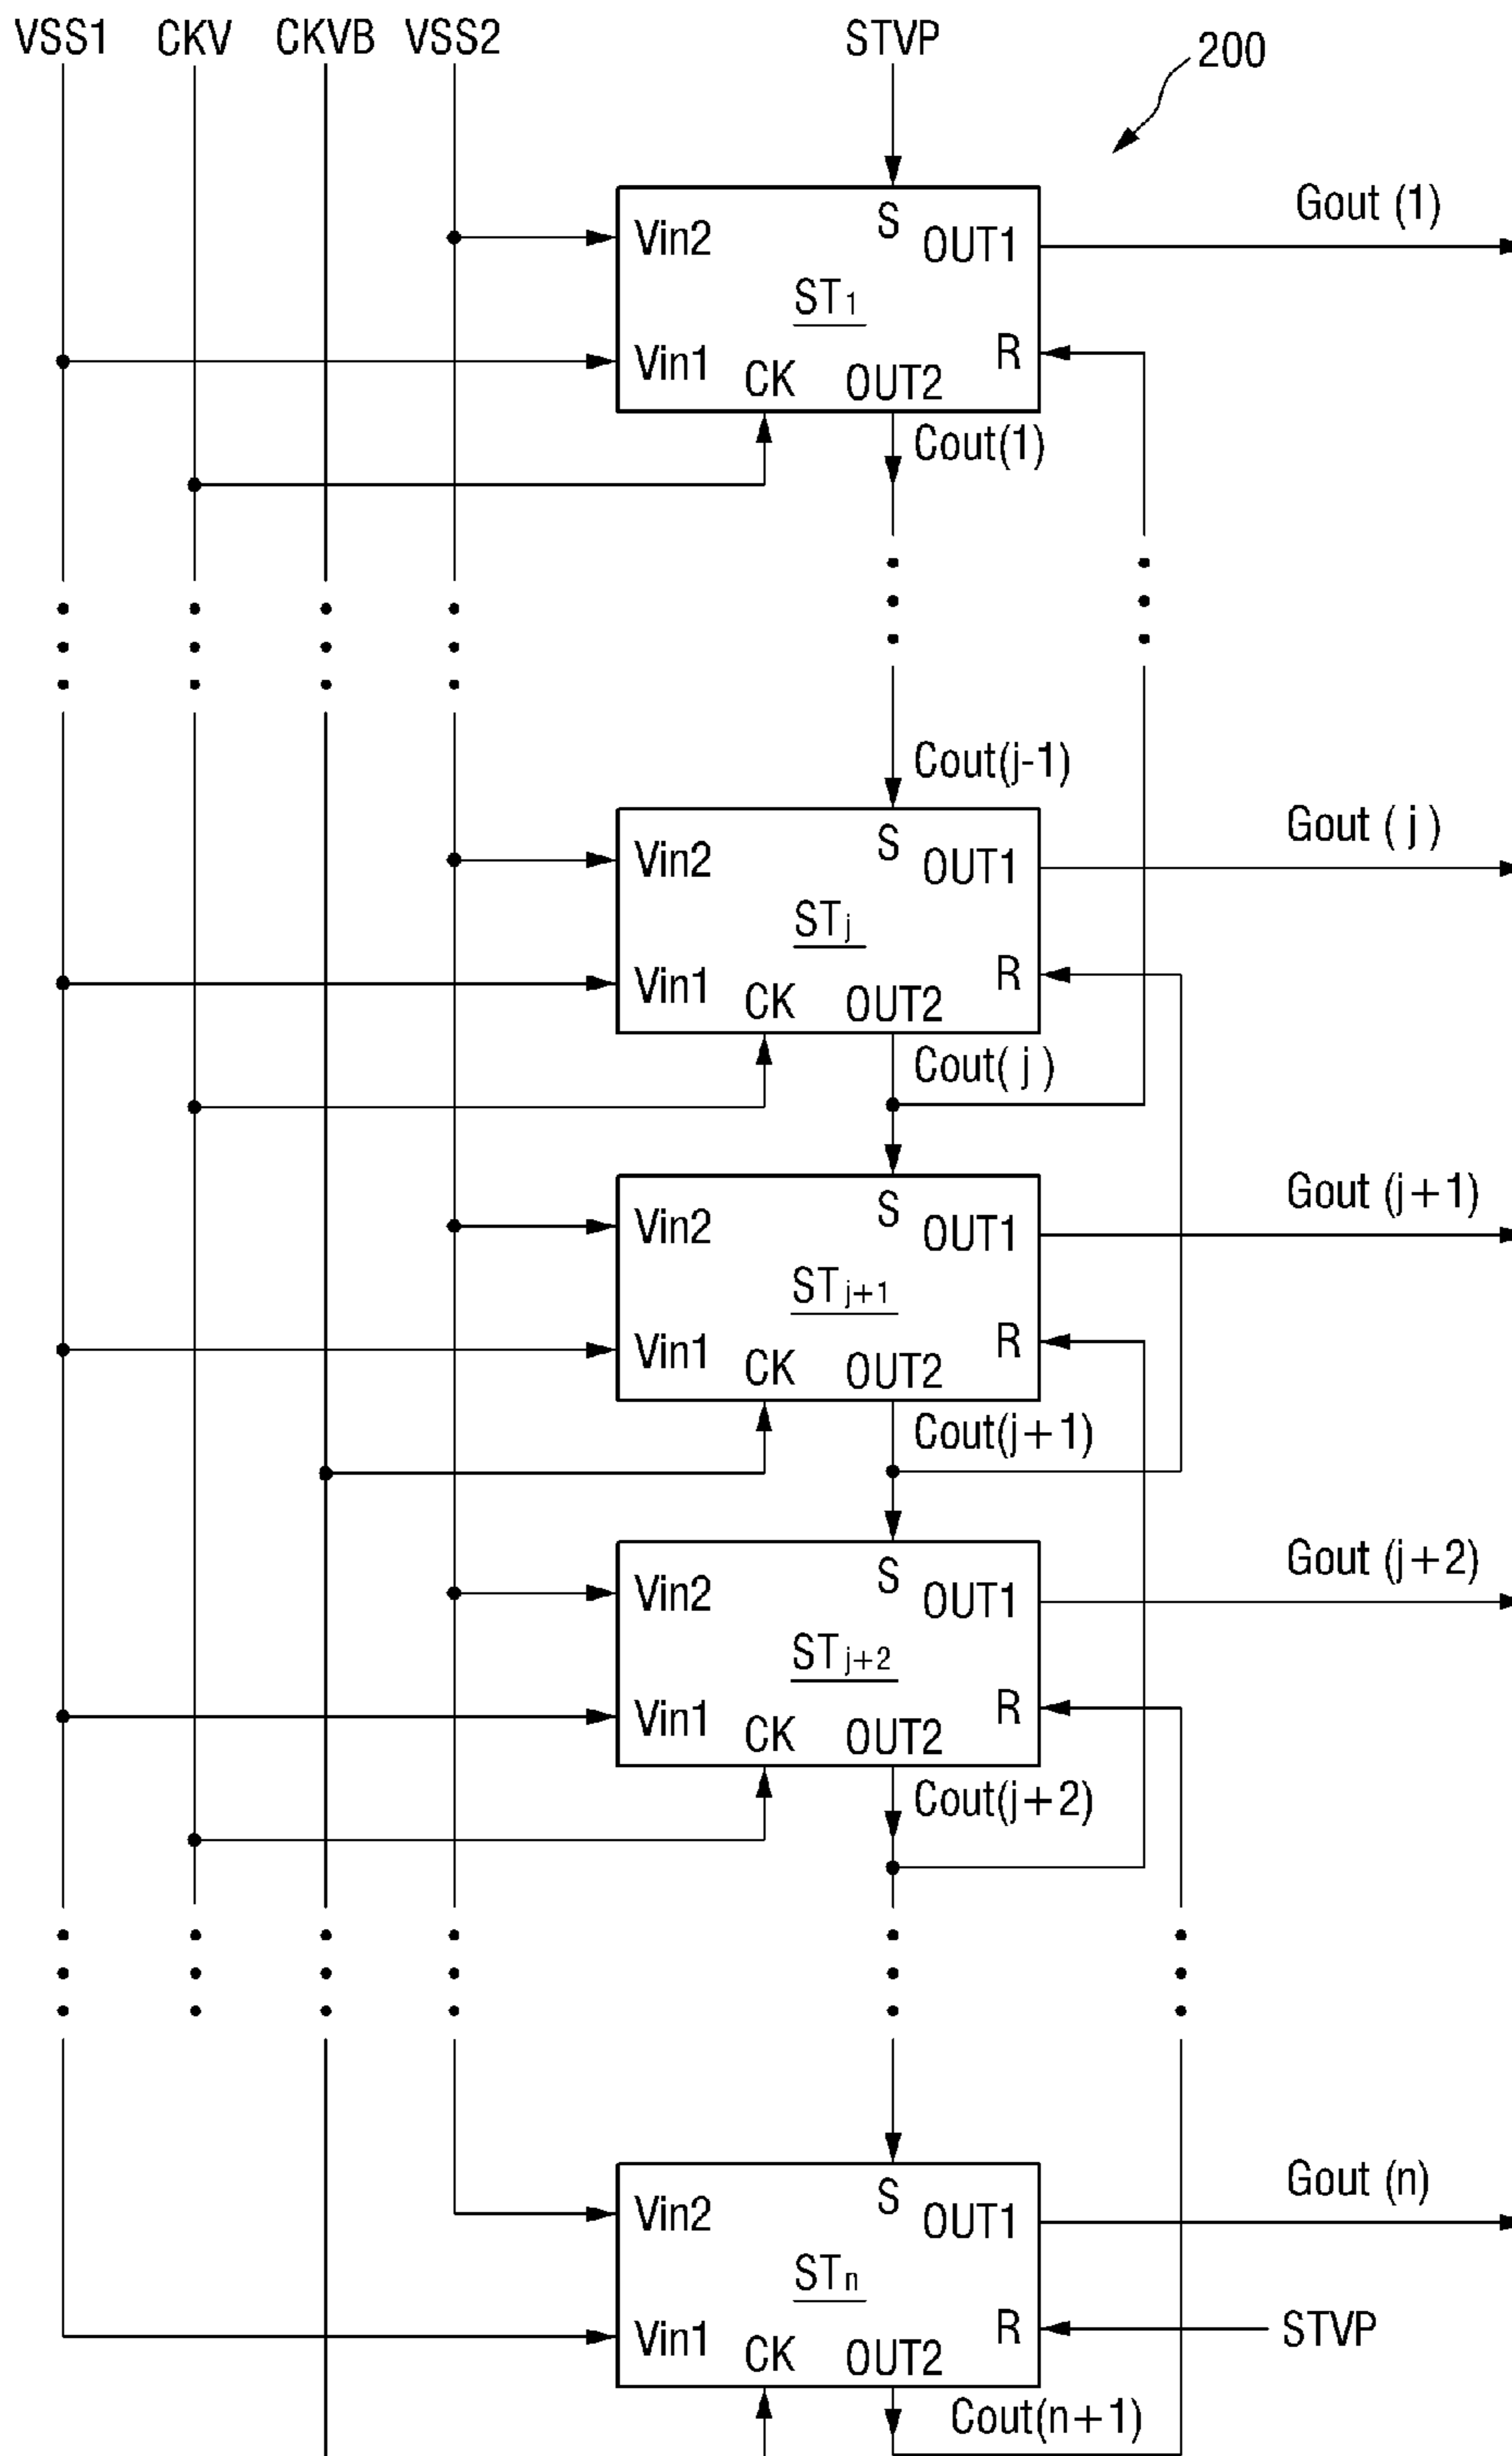 VSS1 CKV CKVB VSS2 STVP
200
Gout (1)
Vin2 S OUT1
ST1
Vin1 CK OUT2 R
Cout(1)
Cout(j-1)
Gout ( j )
Vin2 S OUT1
STj
Vin1 CK OUT2 R
Cout( j )
Gout (j+1)
Vin2 S OUT1
STj+1
Vin1 CK OUT2 R
Cout(j+1)
Gout (j+2)
Vin2 S OUT1
STj+2
Vin1 CK OUT2 R
Cout(j+2)
Gout (n)
Vin2 S OUT1
STn
Vin1 CK OUT2 R STVP
Cout(n+1)